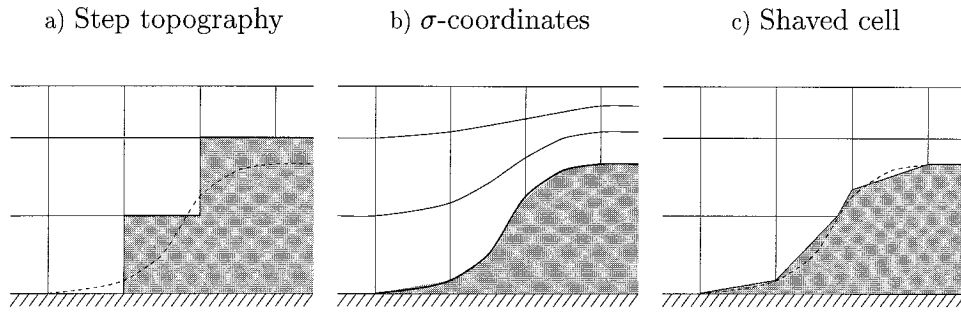 a) Step topography
b) σ-coordinates
c) Shaved cell